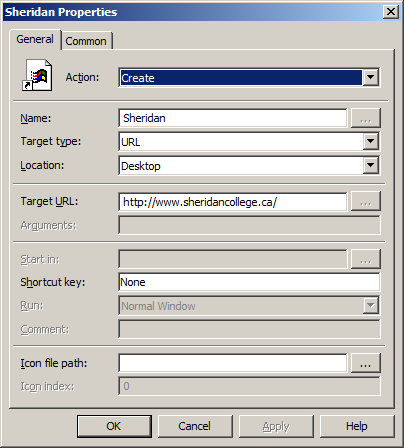 Sheridan Properties
General Common
Action: Create
Name: Sheridan ...
Target type: URL
Location: Desktop
Target URL: http://www.sheridancollege.ca/ ...
Arguments:
Start in: ...
Shortcut key: None
Run: Normal Window
Comment:
Icon file path: ...
Icon index: 0
OK Cancel Apply Help